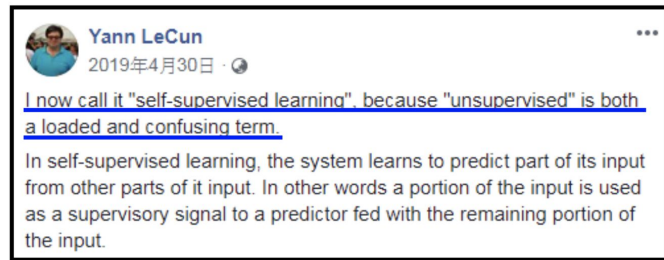 Yann LeCun
2019年4月30日 ·
I now call it "self-supervised learning", because "unsupervised" is both
a loaded and confusing term.
In self-supervised learning, the system learns to predict part of its input
from other parts of it input. In other words a portion of the input is used
as a supervisory signal to a predictor fed with the remaining portion of
the input.